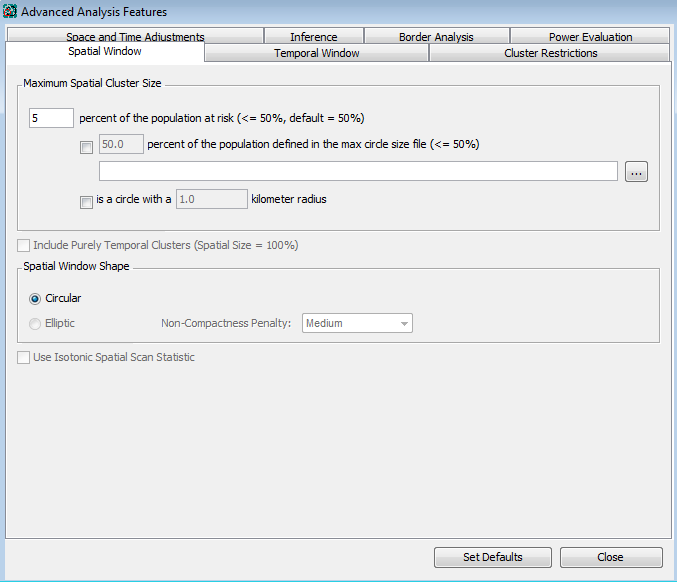 Advanced Analysis Features
Space and Time Adjustments Inference Border Analysis Power Evaluation
Spatial Window Temporal Window Cluster Restrictions
Maximum Spatial Cluster Size
5 percent of the population at risk (<= 50%, default = 50%)
50.0 percent of the population defined in the max circle size file (<= 50%)
...
is a circle with a 1.0 kilometer radius
Include Purely Temporal Clusters (Spatial Size = 100%)
Spatial Window Shape
Circular
Elliptic Non-Compactness Penalty: Medium
Use Isotonic Spatial Scan Statistic
Set Defaults Close